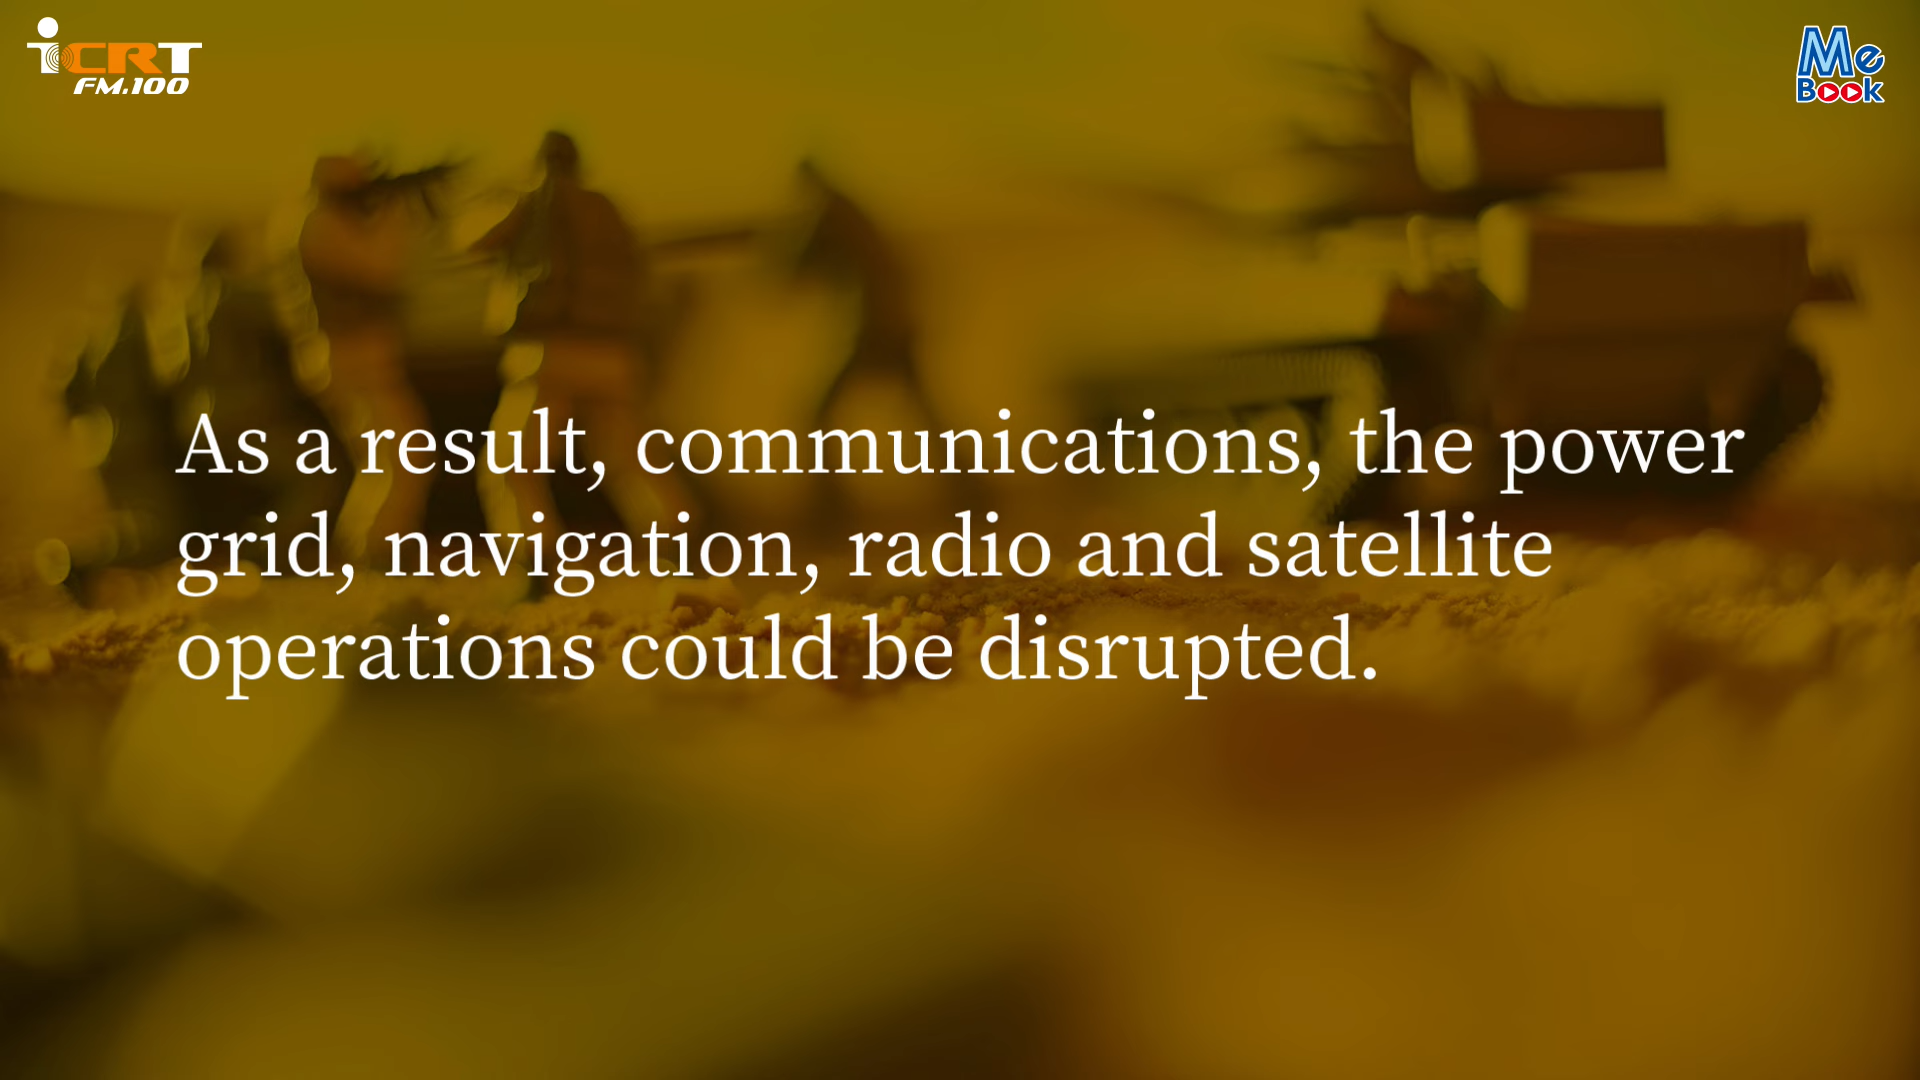 iCRT
FM.100
Me
Book
As a result, communications, the power
grid, navigation, radio and satellite
operations could be disrupted.